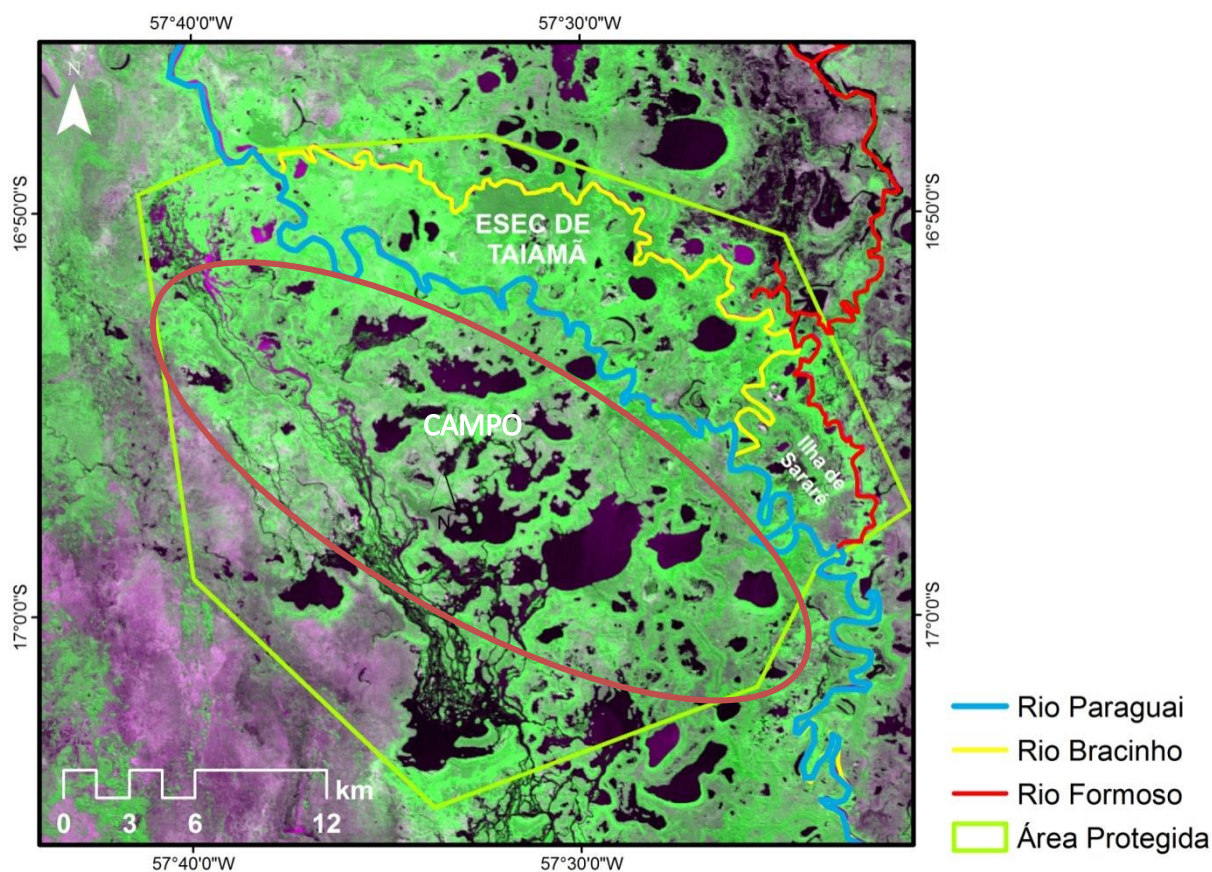 57°40'0"W
57°30'0"W
N
16°50'0"S
16°50'0"S
ESEC DE
TAIAMÃ
CAMPO
Ilha de
Sararé
N
17°0'0"S
17°0'0"S
km
0 3 6 12
57°40'0"W
57°30'0"W
Rio Paraguai
Rio Bracinho
Rio Formoso
Área Protegida